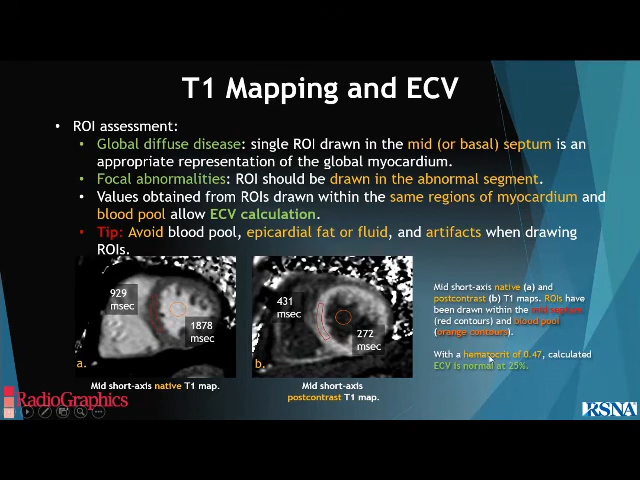 T1 Mapping and ECV
• ROI assessment:
• Global diffuse disease: single ROI drawn in the mid (or basal) septum is an
appropriate representation of the global myocardium.
• Focal abnormalities: ROI should be drawn in the abnormal segment.
• Values obtained from ROIs drawn within the same regions of myocardium and
blood pool allow ECV calculation.
• Tip: Avoid blood pool, epicardial fat or fluid, and artifacts when drawing
ROIs.
929
msec
1878
msec
a.
Mid short-axis native T1 map.
431
msec
272
msec
b.
Mid short-axis
postcontrast T1 map.
Mid short-axis native (a) and
postcontrast (b) T1 maps. ROIs have
been drawn within the mid septum
(red contours) and blood pool
(orange contours).
With a hematocrit of 0.47, calculated
ECV is normal at 25%.
RadioGraphics
RSNA